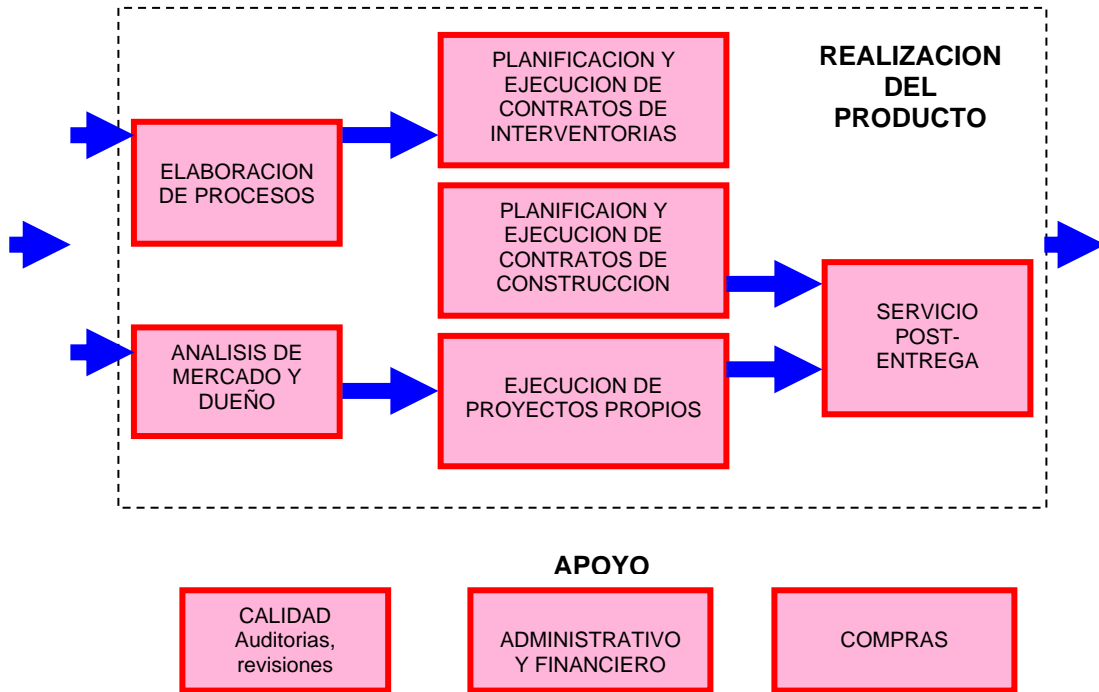 PLANIFICACION Y
EJECUCION DE
CONTRATOS DE
INTERVENTORIAS
REALIZACION
DEL
PRODUCTO
ELABORACION
DE PROCESOS
PLANIFICAION Y
EJECUCION DE
CONTRATOS DE
CONSTRUCCION
SERVICIO
POST-
ENTREGA
ANALISIS DE
MERCADO Y
DUEÑO
EJECUCION DE
PROYECTOS PROPIOS
APOYO
CALIDAD
Auditorias,
revisiones
ADMINISTRATIVO
Y FINANCIERO
COMPRAS